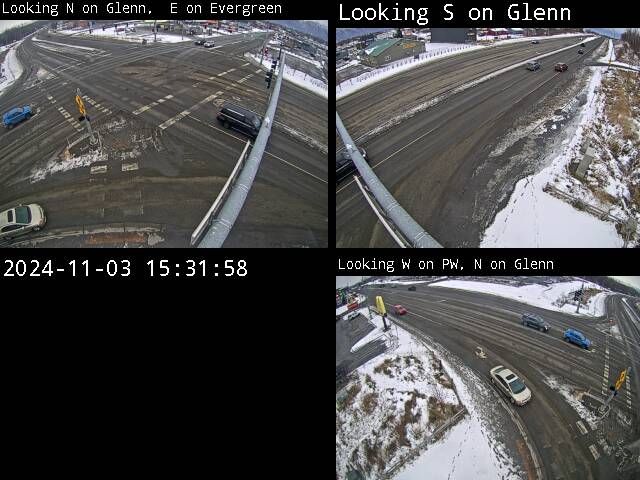 Looking N on Glenn,  E on Evergreen
Looking S on Glenn
2024-11-03 15:31:58
Looking W on PW, N on Glenn